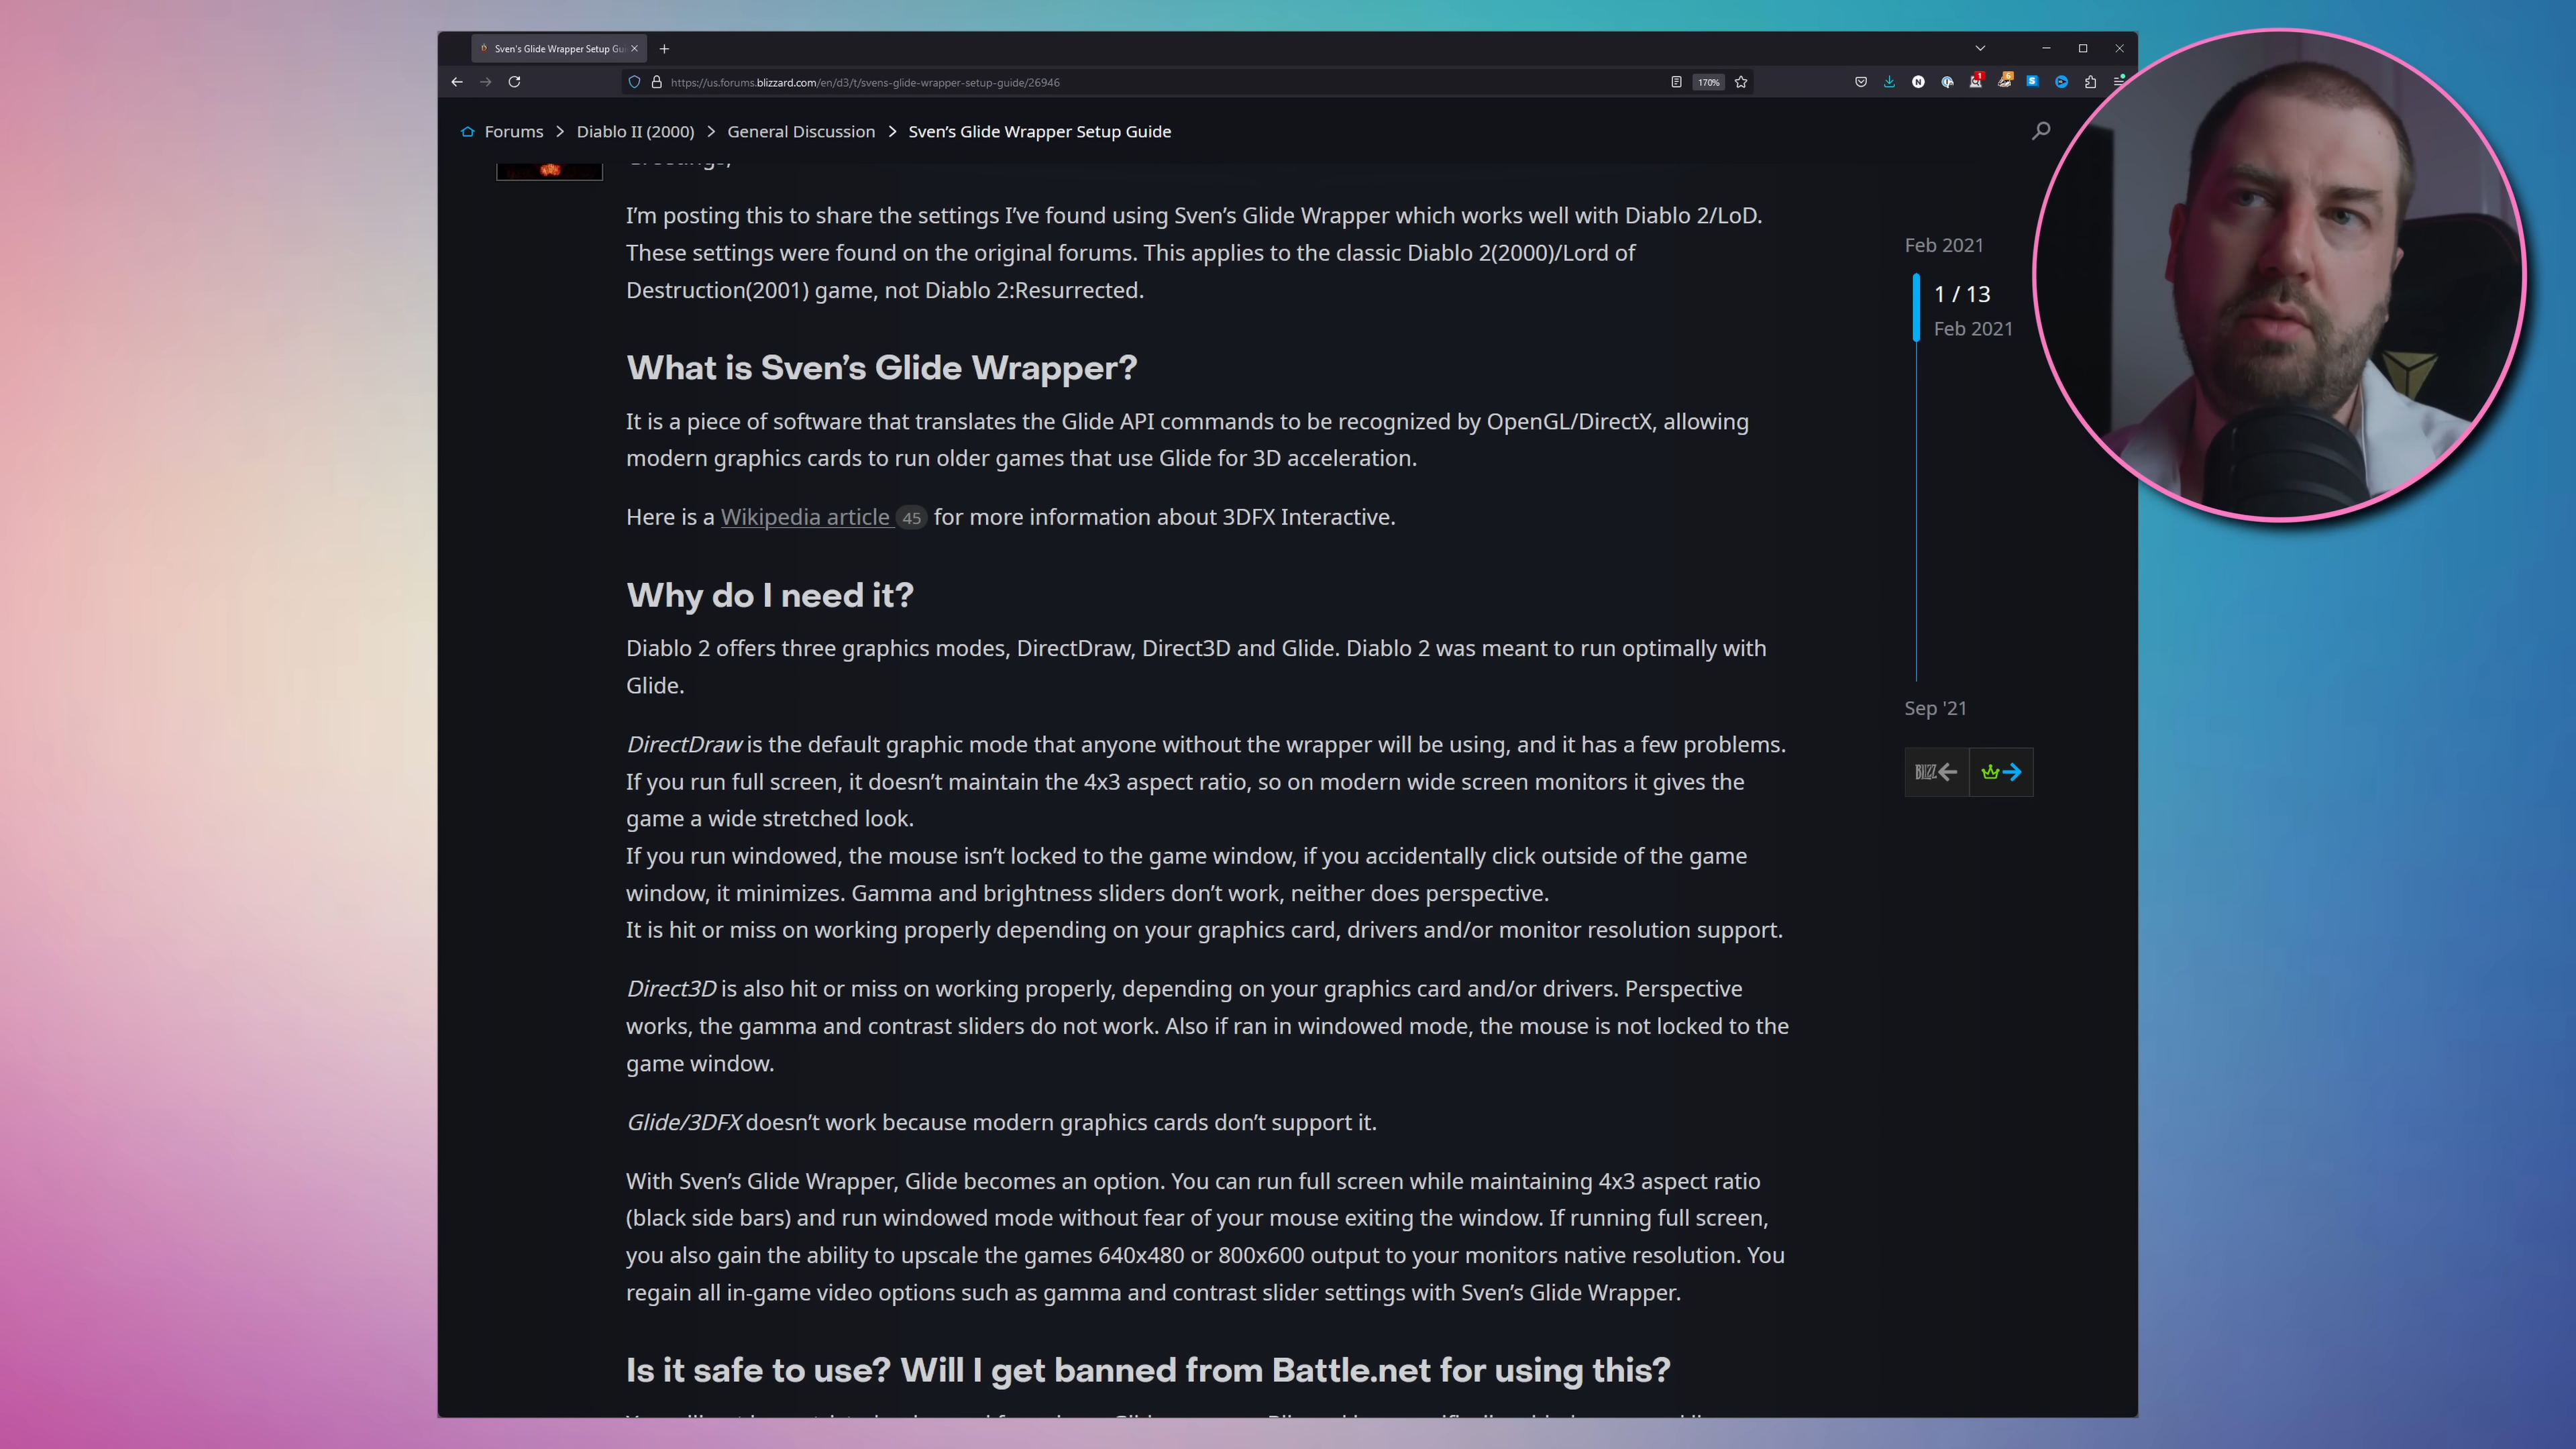 Sven's Glide Wrapper Setup Gui
https://us.forums.blizzard.com/en/d3/t/svens-glide-wrapper-setup-guide/26946
170%
N
1
6
S
Forums > Diablo II (2000) > General Discussion > Sven's Glide Wrapper Setup Guide
I'm posting this to share the settings I've found using Sven's Glide Wrapper which works well with Diablo 2/LoD.
These settings were found on the original forums. This applies to the classic Diablo 2(2000)/Lord of
Destruction(2001) game, not Diablo 2:Resurrected.
Feb 2021
1 / 13
Feb 2021
What is Sven's Glide Wrapper?
It is a piece of software that translates the Glide API commands to be recognized by OpenGL/DirectX, allowing
modern graphics cards to run older games that use Glide for 3D acceleration.
Here is a Wikipedia article 45 for more information about 3DFX Interactive.
Why do I need it?
Diablo 2 offers three graphics modes, DirectDraw, Direct3D and Glide. Diablo 2 was meant to run optimally with
Glide.
Sep '21
BLIZZ
DirectDraw is the default graphic mode that anyone without the wrapper will be using, and it has a few problems.
If you run full screen, it doesn't maintain the 4x3 aspect ratio, so on modern wide screen monitors it gives the
game a wide stretched look.
If you run windowed, the mouse isn't locked to the game window, if you accidentally click outside of the game
window, it minimizes. Gamma and brightness sliders don't work, neither does perspective.
It is hit or miss on working properly depending on your graphics card, drivers and/or monitor resolution support.
Direct3D is also hit or miss on working properly, depending on your graphics card and/or drivers. Perspective
works, the gamma and contrast sliders do not work. Also if ran in windowed mode, the mouse is not locked to the
game window.
Glide/3DFX doesn't work because modern graphics cards don't support it.
With Sven's Glide Wrapper, Glide becomes an option. You can run full screen while maintaining 4x3 aspect ratio
(black side bars) and run windowed mode without fear of your mouse exiting the window. If running full screen,
you also gain the ability to upscale the games 640x480 or 800x600 output to your monitors native resolution. You
regain all in-game video options such as gamma and contrast slider settings with Sven's Glide Wrapper.
Is it safe to use? Will I get banned from Battle.net for using this?